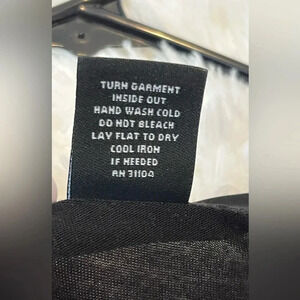 TURN GARMENT
INSIDE OUT
HAND WASH COLD
DO NOT BLEACH
LAY FLAT TO DRY
COOL IRON
IF NEEDED
RN 31104